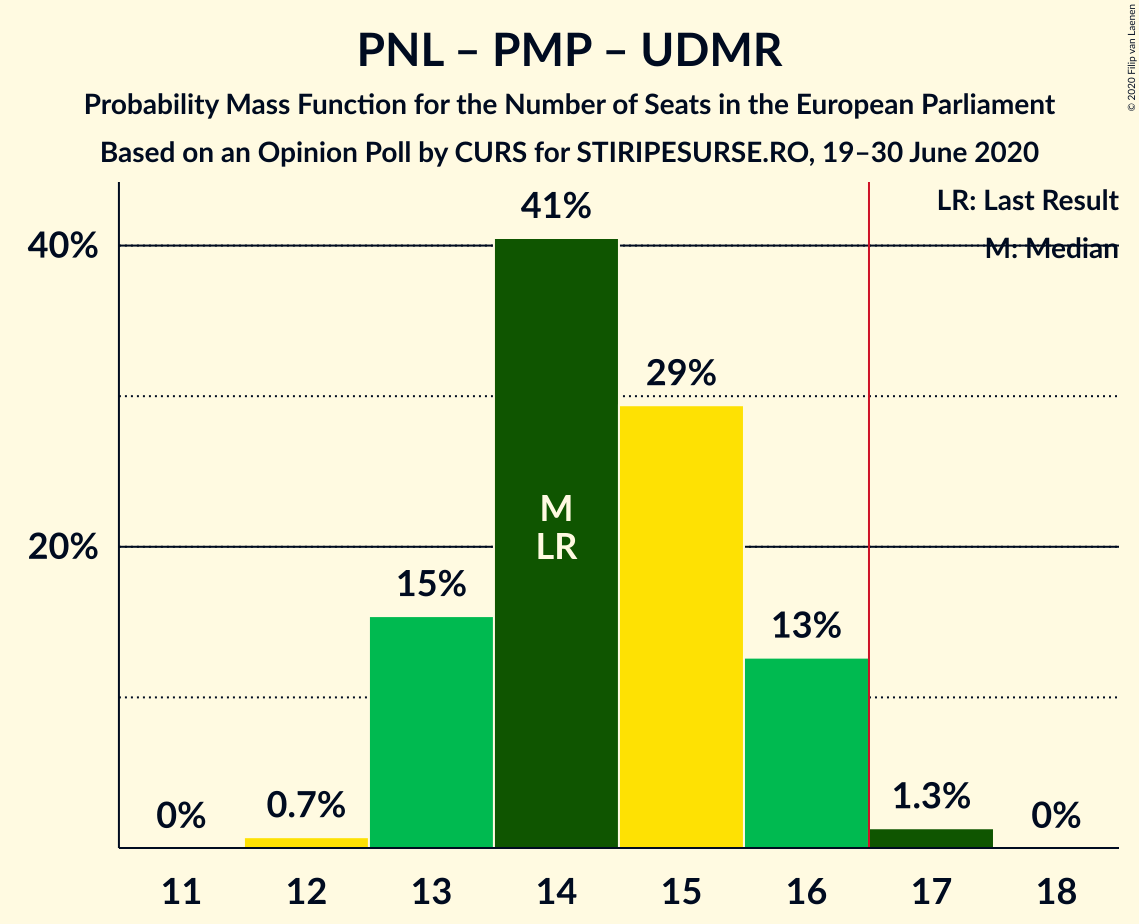 PNL – PMP – UDMR
Probability Mass Function for the Number of Seats in the European Parliament
Based on an Opinion Poll by CURS for STIRIPESURSE.RO, 19–30 June 2020
© 2020 Filip van Laenen
LR: Last Result
M: Median
40%
20%
0%
0.7%
15%
41%
29%
13%
1.3%
0%
M
LR
11
12
13
14
15
16
17
18